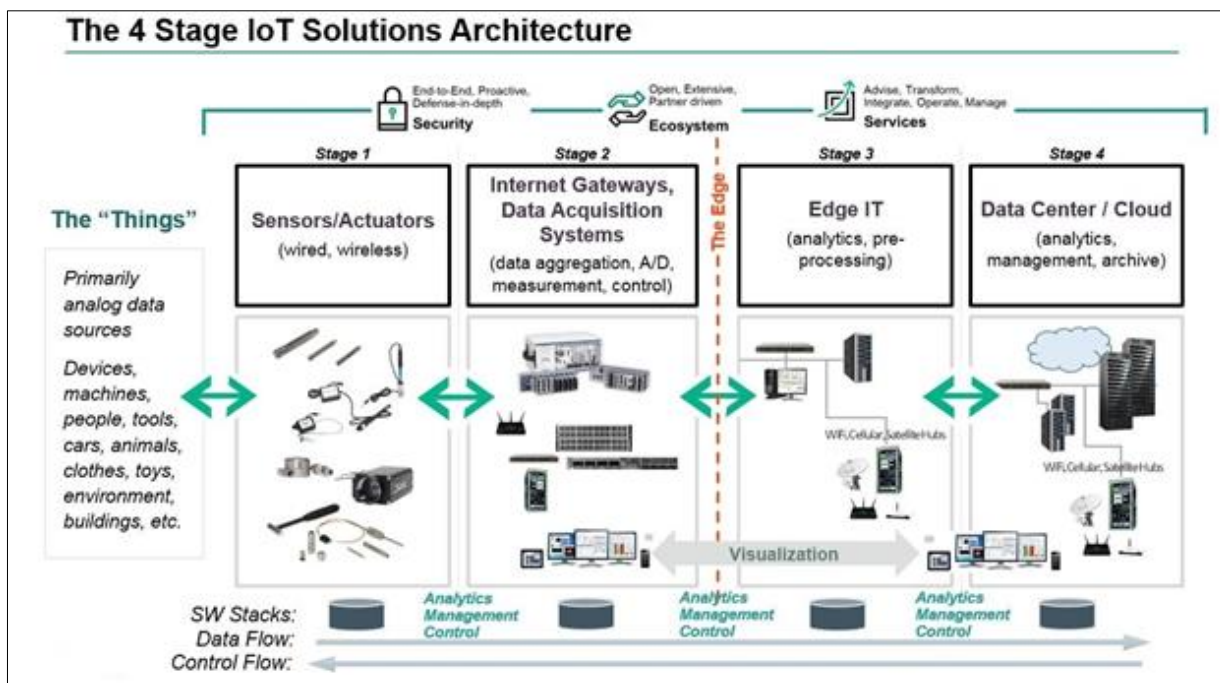 The 4 Stage IoT Solutions Architecture
End-to-End, Proactive,
Defense-in-depth
Security
Open, Extensive,
Partner driven
Ecosystem
Advise, Transform,
Integrate, Operate, Manage
Services
The "Things"
Primarily
analog data
sources
Devices,
machines,
people, tools,
cars, animals,
clothes, toys,
environment,
buildings, etc.
Stage 1
Sensors/Actuators
(wired, wireless)
Stage 2
Internet Gateways,
Data Acquisition
Systems
(data aggregation, A/D,
measurement, control)
The Edge
Stage 3
Edge IT
(analytics, pre-
processing)
WiFi, Cellular, Satellite Hubs
Stage 4
Data Center / Cloud
(analytics,
management, archive)
WiFi, Cellular, Satellite Hubs
Visualization
SW Stacks:
Analytics
Management
Control
Analytics
Management
Control
Analytics
Management
Control
Data Flow:
Control Flow: